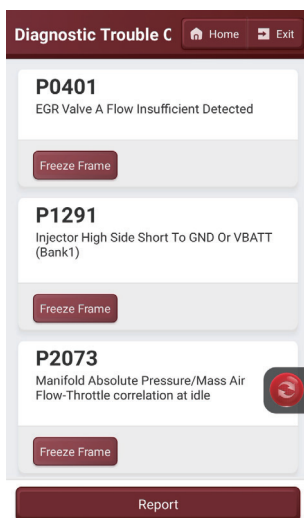 Diagnostic Trouble C
Home
Exit
P0401
EGR Valve A Flow Insufficient Detected
Freeze Frame
P1291
Injector High Side Short To GND Or VBATT
(Bank1)
Freeze Frame
P2073
Manifold Absolute Pressure/Mass Air
Flow-Throttle correlation at idle
Freeze Frame
Report